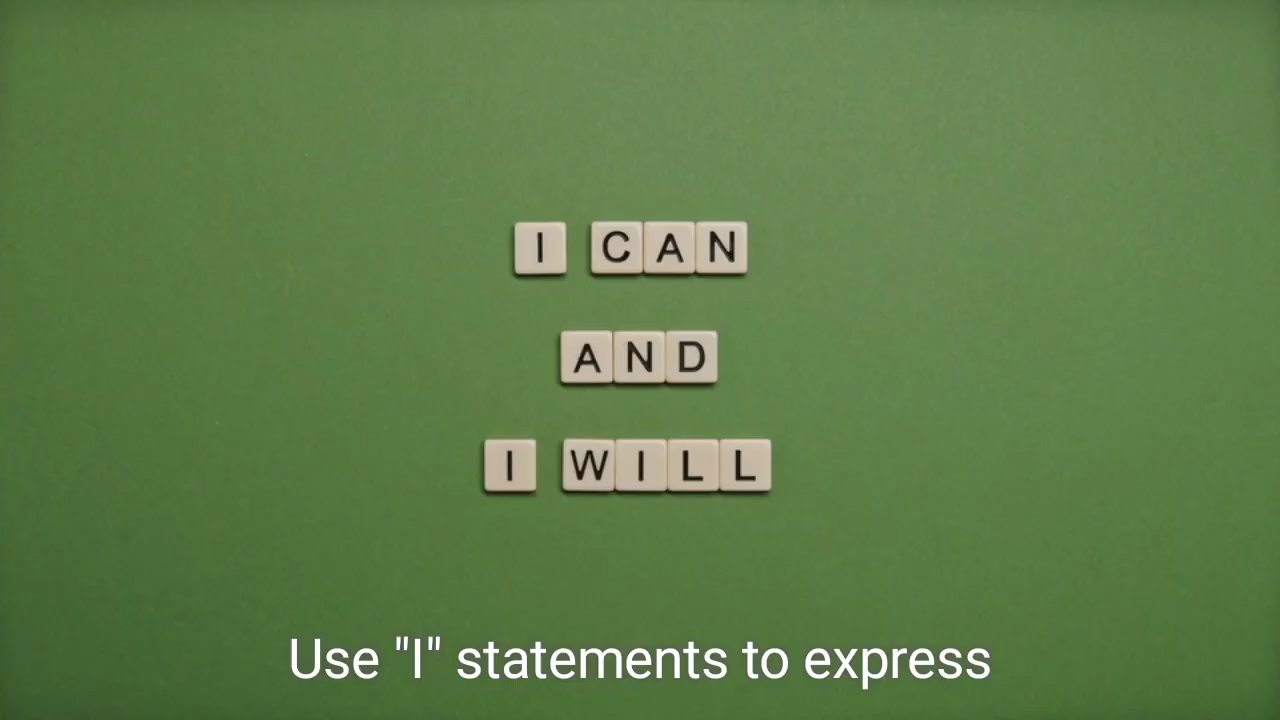 I CAN
AND
I WILL
Use "I" statements to express